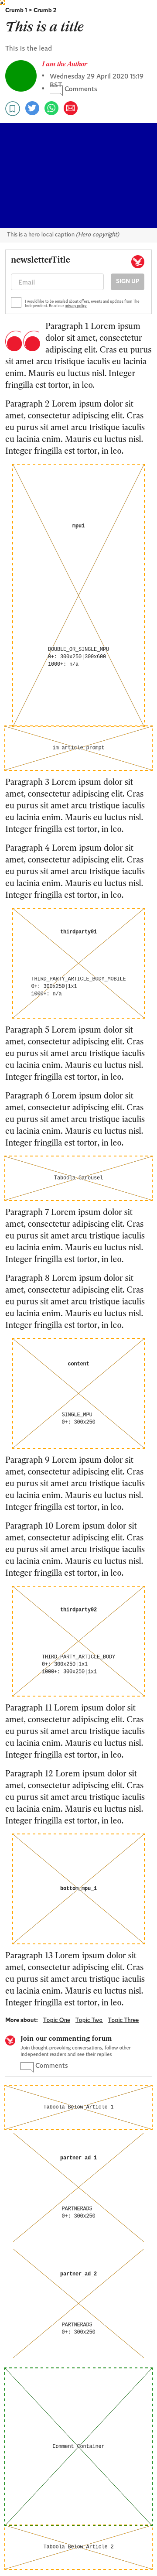 Crumb 1 > Crumb 2
This is a title
This is the lead
I am the Author
Wednesday 29 April 2020 15:19
BST
Comments
This is a hero local caption (Hero copyright)
newsletterTitle
Email
SIGN UP
I would like to be emailed about offers, events and updates from The
Independent. Read our privacy policy
Paragraph 1 Lorem ipsum
dolor sit amet, consectetur
adipiscing elit. Cras eu purus
sit amet arcu tristique iaculis eu lacinia
enim. Mauris eu luctus nisl. Integer
fringilla est tortor, in leo.
Paragraph 2 Lorem ipsum dolor sit
amet, consectetur adipiscing elit. Cras
eu purus sit amet arcu tristique iaculis
eu lacinia enim. Mauris eu luctus nisl.
Integer fringilla est tortor, in leo.
mpu1
DOUBLE_OR_SINGLE_MPU
0+: 300x250|300x600
1000+: n/a
im article prompt
Paragraph 3 Lorem ipsum dolor sit
amet, consectetur adipiscing elit. Cras
eu purus sit amet arcu tristique iaculis
eu lacinia enim. Mauris eu luctus nisl.
Integer fringilla est tortor, in leo.
Paragraph 4 Lorem ipsum dolor sit
amet, consectetur adipiscing elit. Cras
eu purus sit amet arcu tristique iaculis
eu lacinia enim. Mauris eu luctus nisl.
Integer fringilla est tortor, in leo.
thirdparty01
THIRD_PARTY_ARTICLE_BODY_MOBILE
0+: 300x250|1x1
1000+: n/a
Paragraph 5 Lorem ipsum dolor sit
amet, consectetur adipiscing elit. Cras
eu purus sit amet arcu tristique iaculis
eu lacinia enim. Mauris eu luctus nisl.
Integer fringilla est tortor, in leo.
Paragraph 6 Lorem ipsum dolor sit
amet, consectetur adipiscing elit. Cras
eu purus sit amet arcu tristique iaculis
eu lacinia enim. Mauris eu luctus nisl.
Integer fringilla est tortor, in leo.
Taboola Carousel
Paragraph 7 Lorem ipsum dolor sit
amet, consectetur adipiscing elit. Cras
eu purus sit amet arcu tristique iaculis
eu lacinia enim. Mauris eu luctus nisl.
Integer fringilla est tortor, in leo.
Paragraph 8 Lorem ipsum dolor sit
amet, consectetur adipiscing elit. Cras
eu purus sit amet arcu tristique iaculis
eu lacinia enim. Mauris eu luctus nisl.
Integer fringilla est tortor, in leo.
content
SINGLE_MPU
0+: 300x250
Paragraph 9 Lorem ipsum dolor sit
amet, consectetur adipiscing elit. Cras
eu purus sit amet arcu tristique iaculis
eu lacinia enim. Mauris eu luctus nisl.
Integer fringilla est tortor, in leo.
Paragraph 10 Lorem ipsum dolor sit
amet, consectetur adipiscing elit. Cras
eu purus sit amet arcu tristique iaculis
eu lacinia enim. Mauris eu luctus nisl.
Integer fringilla est tortor, in leo.
thirdparty02
THIRD_PARTY_ARTICLE_BODY
0+: 300x250|1x1
1000+: 300x250|1x1
Paragraph 11 Lorem ipsum dolor sit
amet, consectetur adipiscing elit. Cras
eu purus sit amet arcu tristique iaculis
eu lacinia enim. Mauris eu luctus nisl.
Integer fringilla est tortor, in leo.
Paragraph 12 Lorem ipsum dolor sit
amet, consectetur adipiscing elit. Cras
eu purus sit amet arcu tristique iaculis
eu lacinia enim. Mauris eu luctus nisl.
Integer fringilla est tortor, in leo.
bottom_mpu_1
Paragraph 13 Lorem ipsum dolor sit
amet, consectetur adipiscing elit. Cras
eu purus sit amet arcu tristique iaculis
eu lacinia enim. Mauris eu luctus nisl.
Integer fringilla est tortor, in leo.
More about: Topic One Topic Two Topic Three
Join our commenting forum
Join thought-provoking conversations, follow other
Independent readers and see their replies
Comments
Taboola Below Article 1
partner_ad_1
PARTNERADS
0+: 300x250
partner_ad_2
PARTNERADS
0+: 300x250
Comment Container
Taboola Below Article 2